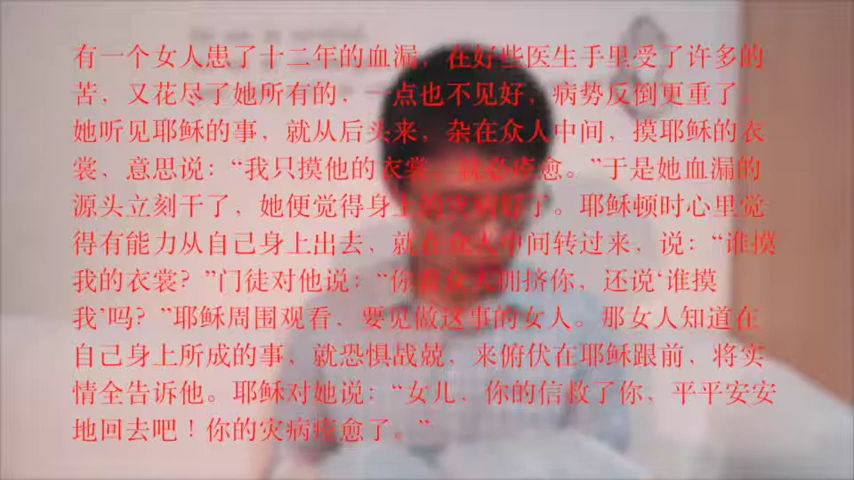 有一个女人患了十二年的血漏，在好些医生手里受了许多的
苦，又花尽了她所有的，一点也不见好，病势反倒更重了。
她听见耶稣的事，就从后头来，杂在众人中间，摸耶稣的衣
裳，意思说：“我只摸他的衣裳，就必痊愈。”于是她血漏的
源头立刻干了，她便觉得身上的灾病好了。耶稣顿时心里觉
得有能力从自己身上出去，就在众人中间转过来，说：“谁摸
我的衣裳？”门徒对他说：“你看众人拥挤你，还说‘谁摸
我’吗？”耶稣周围观看，要见做这事的女人。那女人知道在
自己身上所成的事，就恐惧战兢，来俯伏在耶稣跟前，将实
情全告诉他。耶稣对她说：“女儿，你的信救了你，平平安安
地回去吧！你的灾病痊愈了。”